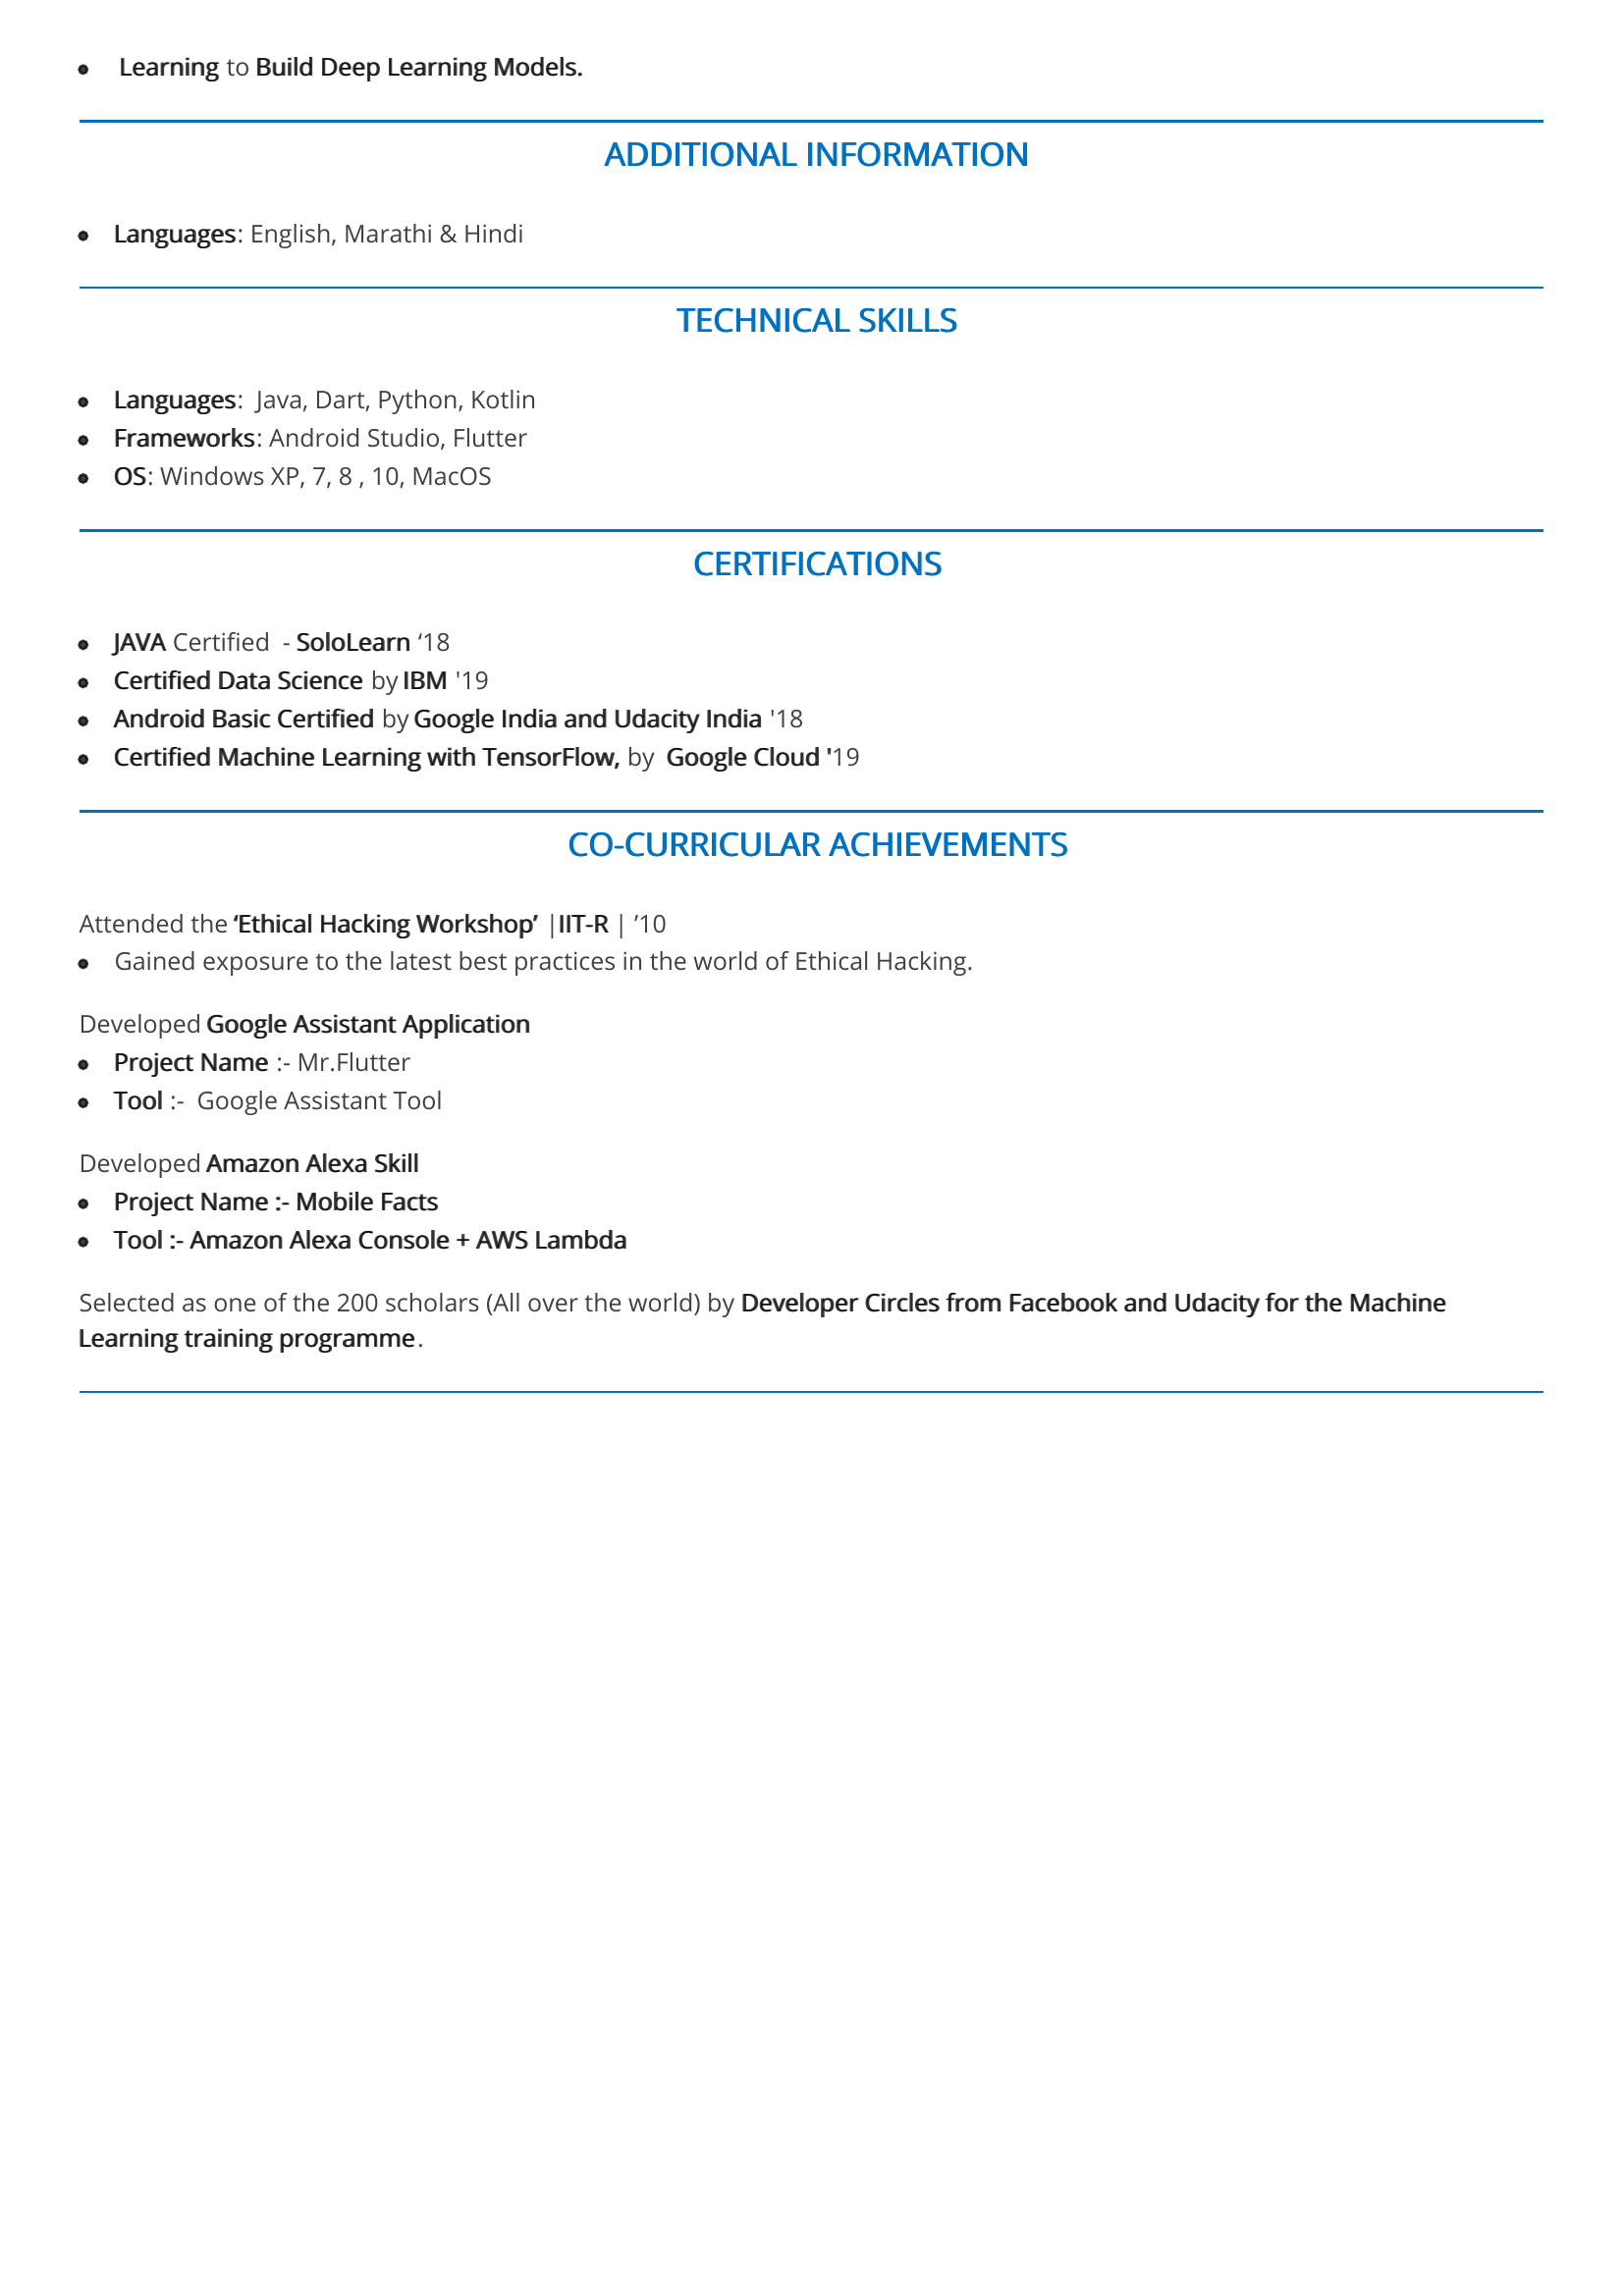 • Learning to Build Deep Learning Models.
ADDITIONAL INFORMATION
• Languages: English, Marathi & Hindi
TECHNICAL SKILLS
• Languages:  Java, Dart, Python, Kotlin
• Frameworks: Android Studio, Flutter
• OS: Windows XP, 7, 8 , 10, MacOS
CERTIFICATIONS
• JAVA Certified  - SoloLearn ‘18
• Certified Data Science by IBM '19
• Android Basic Certified by Google India and Udacity India '18
• Certified Machine Learning with TensorFlow, by  Google Cloud '19
CO-CURRICULAR ACHIEVEMENTS
Attended the ‘Ethical Hacking Workshop’ |IIT-R | ’10
• Gained exposure to the latest best practices in the world of Ethical Hacking.
Developed Google Assistant Application
• Project Name :- Mr.Flutter
• Tool :-  Google Assistant Tool
Developed Amazon Alexa Skill
• Project Name :- Mobile Facts
• Tool :- Amazon Alexa Console + AWS Lambda
Selected as one of the 200 scholars (All over the world) by Developer Circles from Facebook and Udacity for the Machine
Learning training programme.